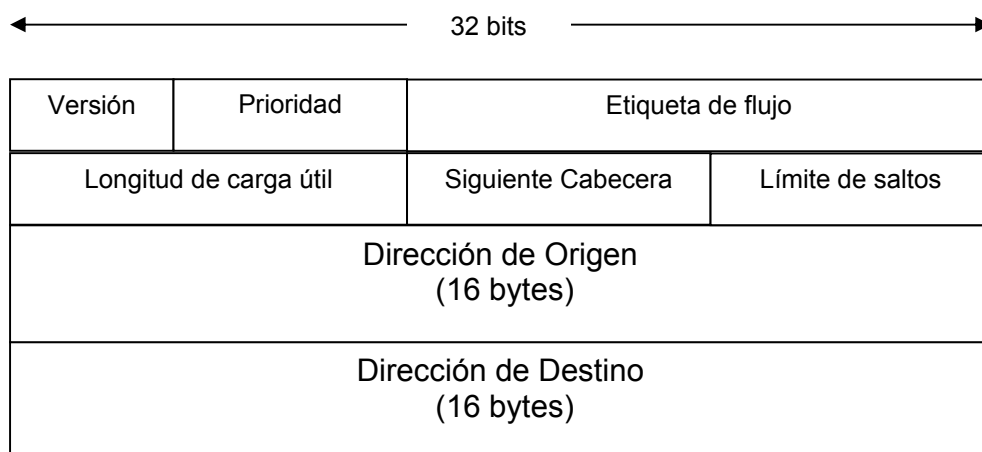 32 bits
Versión
Prioridad
Etiqueta de flujo
Longitud de carga útil
Siguiente Cabecera
Límite de saltos
Dirección de Origen
(16 bytes)
Dirección de Destino
(16 bytes)